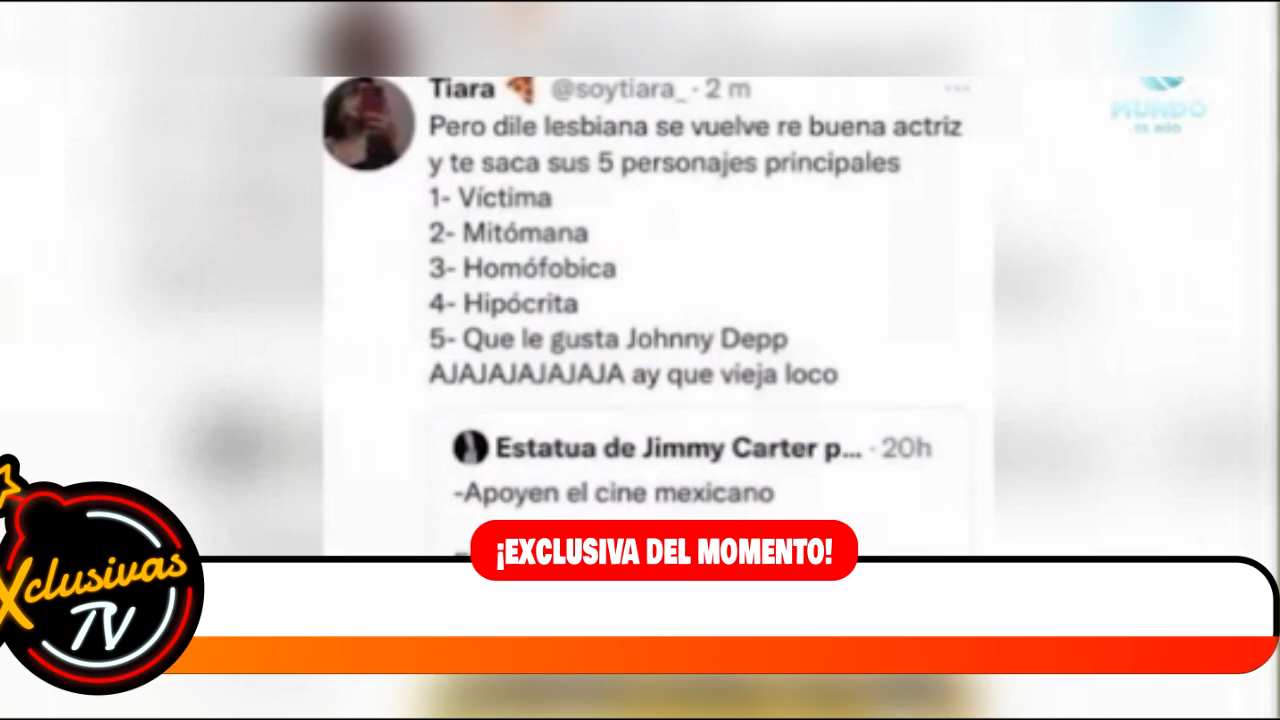 Tiara 🍕 @soytiara_ · 2 m
Pero dile lesbiana se vuelve re buena actriz
y te saca sus 5 personajes principales
1- Víctima
2- Mitómana
3- Homófobica
4- Hipócrita
5- Que le gusta Johnny Depp
AJAJAJAJAJAJA ay que vieja loco
Estatua de Jimmy Carter p... · 20h
-Apoyen el cine mexicano
¡EXCLUSIVA DEL MOMENTO!
Xclusivas
TV
MUNDO